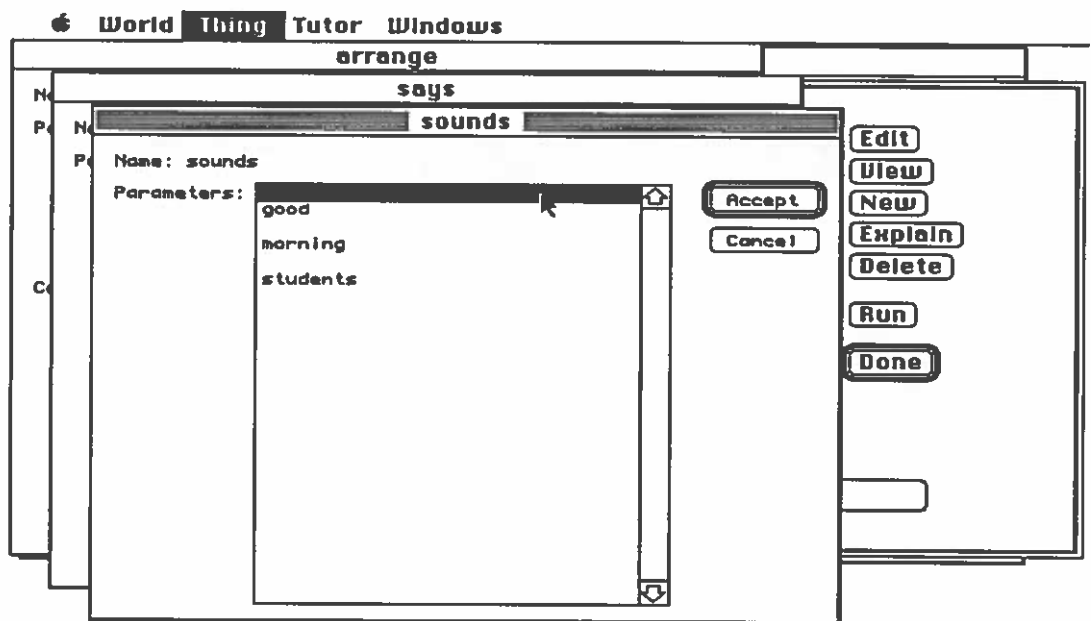 World Thing Tutor Windows
arrange
says
sounds
Name: sounds
Parameters:
good
morning
students
Accept
Cancel
Edit
View
New
Explain
Delete
Run
Done